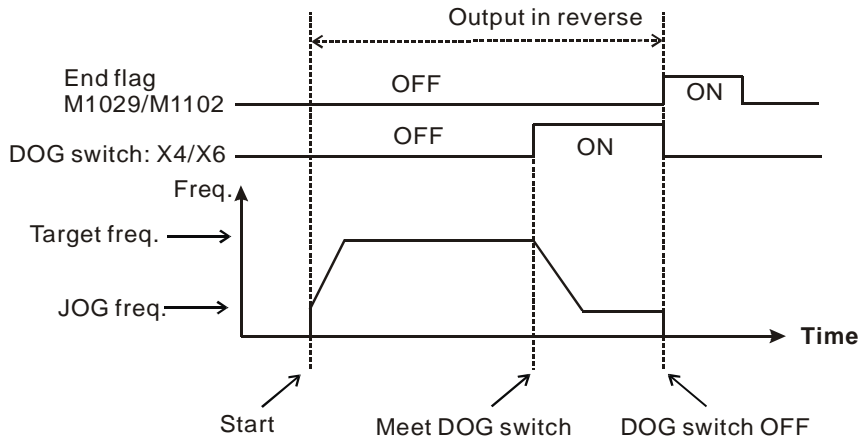 Output in reverse
End flag
M1029/M1102
OFF
ON
DOG switch: X4/X6
OFF
ON
Freq.
Target freq.
JOG freq.
Time
Start
Meet DOG switch
DOG switch OFF